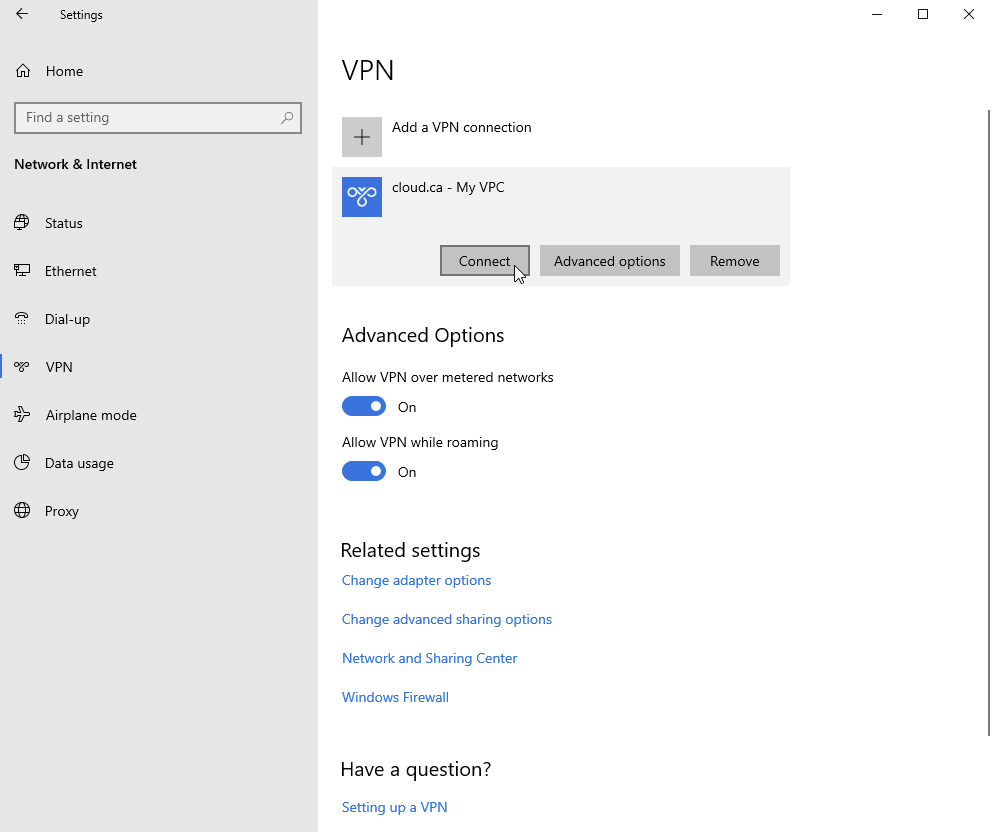 Settings
Home
Find a setting
Network & Internet
Status
Ethernet
Dial-up
VPN
Airplane mode
Data usage
Proxy
VPN
Add a VPN connection
cloud.ca - My VPC
Connect
Advanced options
Remove
Advanced Options
Allow VPN over metered networks
On
Allow VPN while roaming
On
Related settings
Change adapter options
Change advanced sharing options
Network and Sharing Center
Windows Firewall
Have a question?
Setting up a VPN